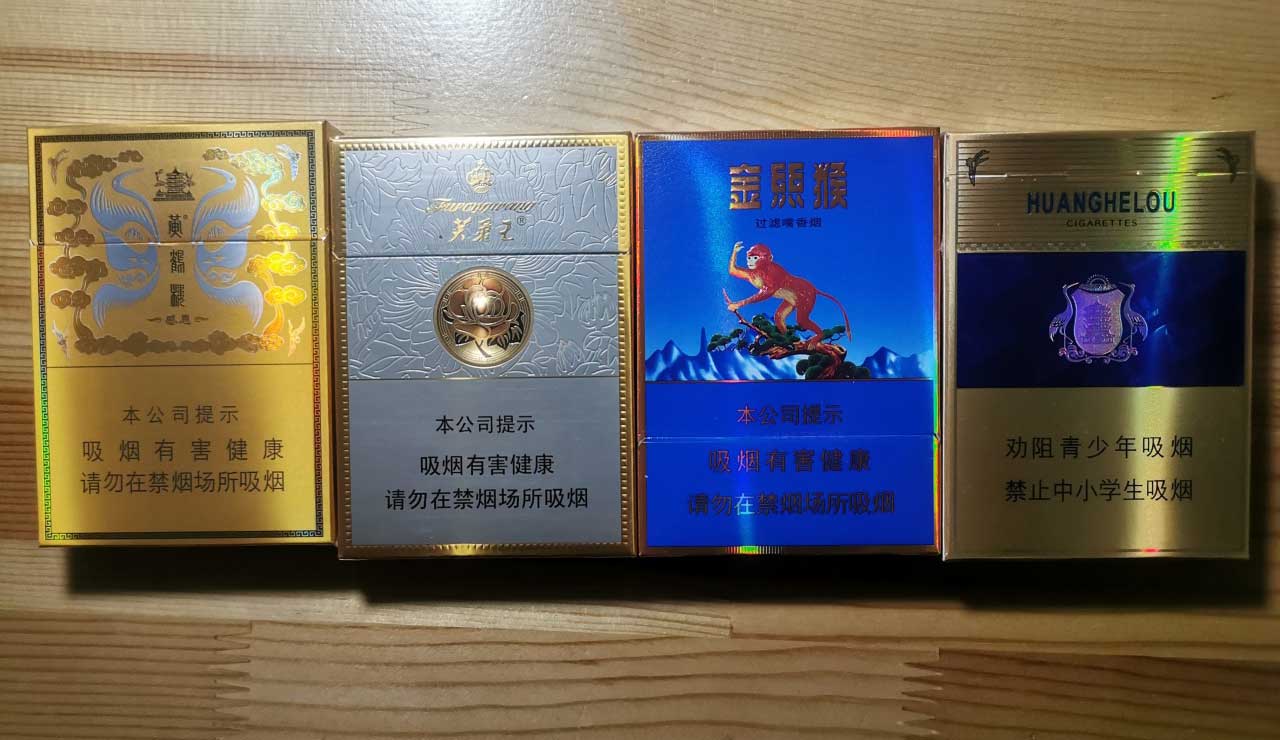 黄鹤楼
感恩
本公司提示
吸烟有害健康
请勿在禁烟场所吸烟
Furongwang
芙蓉王®
本公司提示
吸烟有害健康
请勿在禁烟场所吸烟
金丝猴
过滤嘴香烟
本公司提示
吸烟有害健康
请勿在禁烟场所吸烟
HUANGHELOU
CIGARETTES
劝阻青少年吸烟
禁止中小学生吸烟